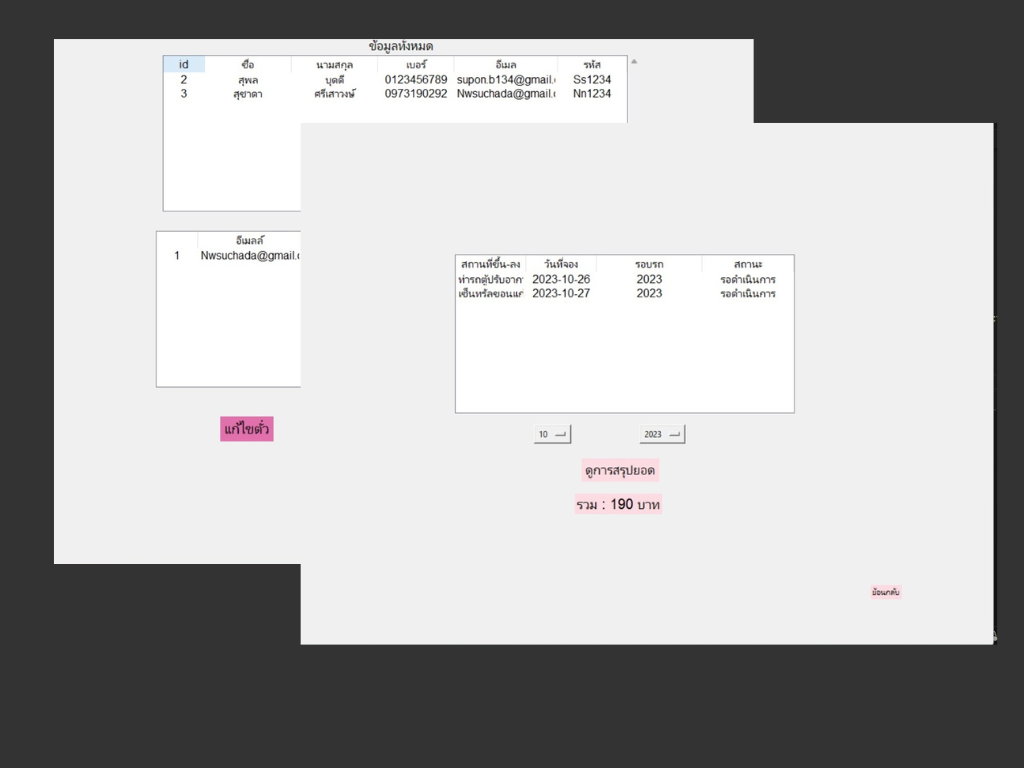 ข้อมูลทั้งหมด
id ชื่อ นามสกุล เบอร์ อีเมล รหัส
2 สุพล บุดดี 0123456789 supon.b134@gmail. Ss1234
3 สุชาดา ศรีเสาวงษ์ 0973190292 Nwsuchada@gmail. Nn1234
อีเมลล์
1 Nwsuchada@gmail.
แก้ไขตั๋ว
สถานที่ขึ้น-ลง วันที่จอง รอบรถ สถานะ
ท่ารถตู้ปรับอาก 2023-10-26 2023 รอดำเนินการ
เซ็นทรัลขอนแก่ 2023-10-27 2023 รอดำเนินการ
10 2023
ดูการสรุปยอด
รวม : 190 บาท
ย้อนกลับ